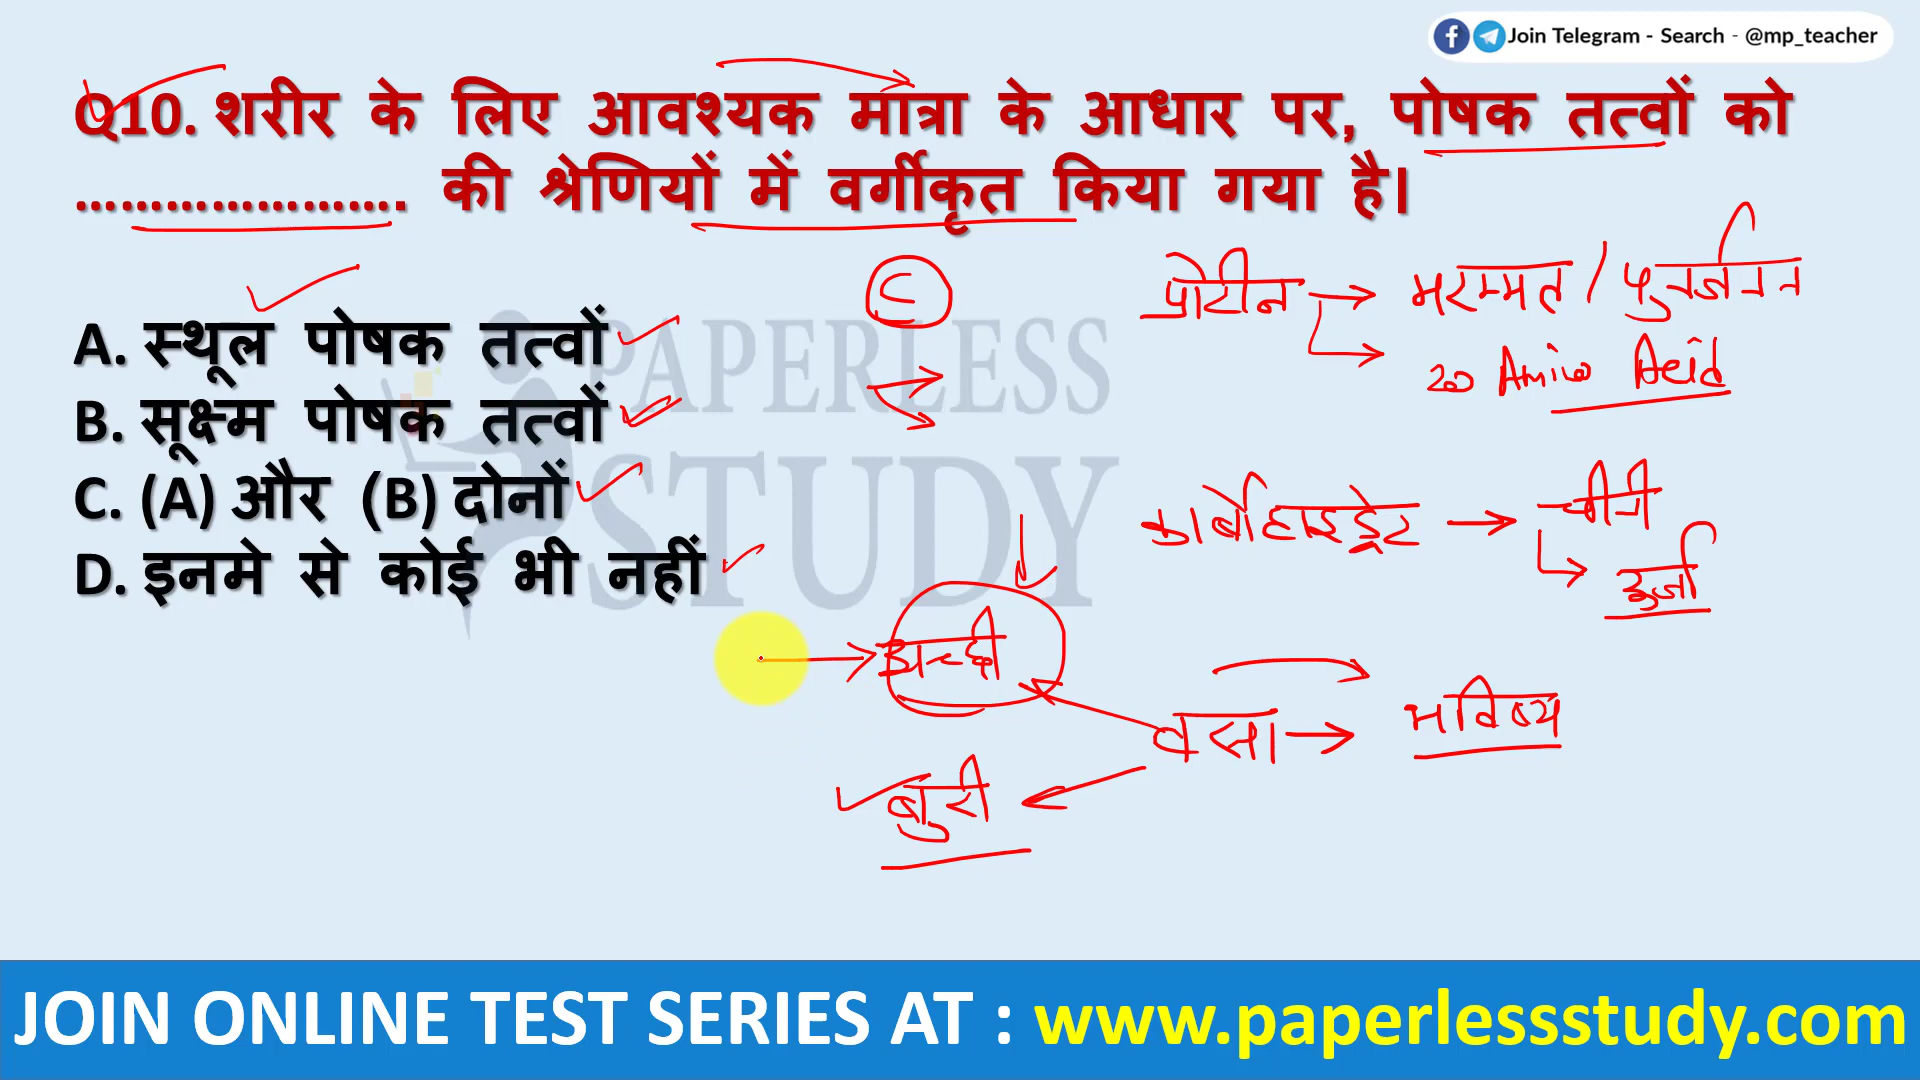 Join Telegram - Search - @mp_teacher
Q10. शरीर के लिए आवश्यक मात्रा के आधार पर, पोषक तत्वों को
...................... की श्रेणियों में वर्गीकृत किया गया है।
A. स्थूल पोषक तत्वों
B. सूक्ष्म पोषक तत्वों
C. (A) और (B) दोनों
D. इनमे से कोई भी नहीं
PAPERLESS
STUDY
C
प्रोटीन → मरम्मत / पुनर्जनन
20 Amino Acid
कार्बोहाइड्रेट → चीनी
ऊर्जा
अच्छी
वसा → भविष्य
बुरी
JOIN ONLINE TEST SERIES AT : www.paperlessstudy.com